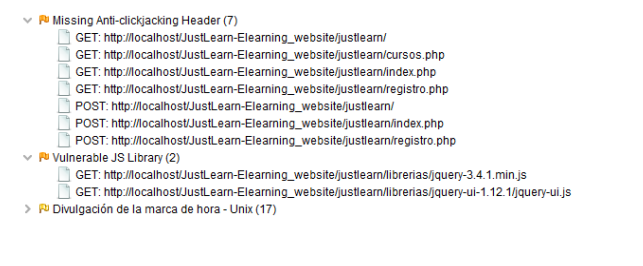 Missing Anti-clickjacking Header (7)
GET: http://localhost/JustLearn-Elearning_website/justlearn/
GET: http://localhost/JustLearn-Elearning_website/justlearn/cursos.php
GET: http://localhost/JustLearn-Elearning_website/justlearn/index.php
GET: http://localhost/JustLearn-Elearning_website/justlearn/registro.php
POST: http://localhost/JustLearn-Elearning_website/justlearn/
POST: http://localhost/JustLearn-Elearning_website/justlearn/index.php
POST: http://localhost/JustLearn-Elearning_website/justlearn/registro.php
Vulnerable JS Library (2)
GET: http://localhost/JustLearn-Elearning_website/justlearn/librerias/jquery-3.4.1.min.js
GET: http://localhost/JustLearn-Elearning_website/justlearn/librerias/jquery-ui-1.12.1/jquery-ui.js
Divulgación de la marca de hora - Unix (17)